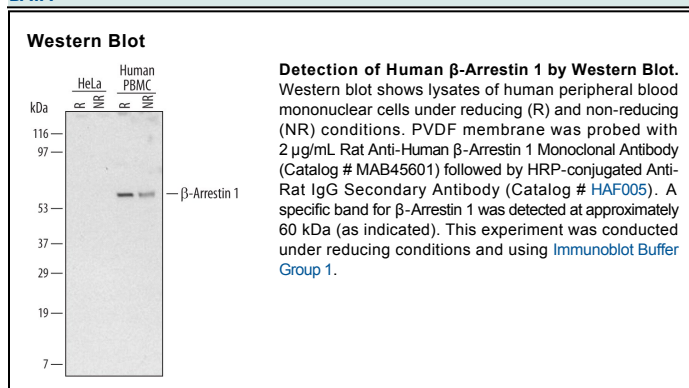 Western Blot
HeLa
Human
PBMC
R
NR
R
NR
kDa
116
97
53
37
29
19
7
β-Arrestin 1
Detection of Human β-Arrestin 1 by Western Blot.
Western blot shows lysates of human peripheral blood
mononuclear cells under reducing (R) and non-reducing
(NR) conditions. PVDF membrane was probed with
2 µg/mL Rat Anti-Human β-Arrestin 1 Monoclonal Antibody
(Catalog # MAB45601) followed by HRP-conjugated Anti-
Rat IgG Secondary Antibody (Catalog # HAF005). A
specific band for β-Arrestin 1 was detected at approximately
60 kDa (as indicated). This experiment was conducted
under reducing conditions and using Immunoblot Buffer
Group 1.